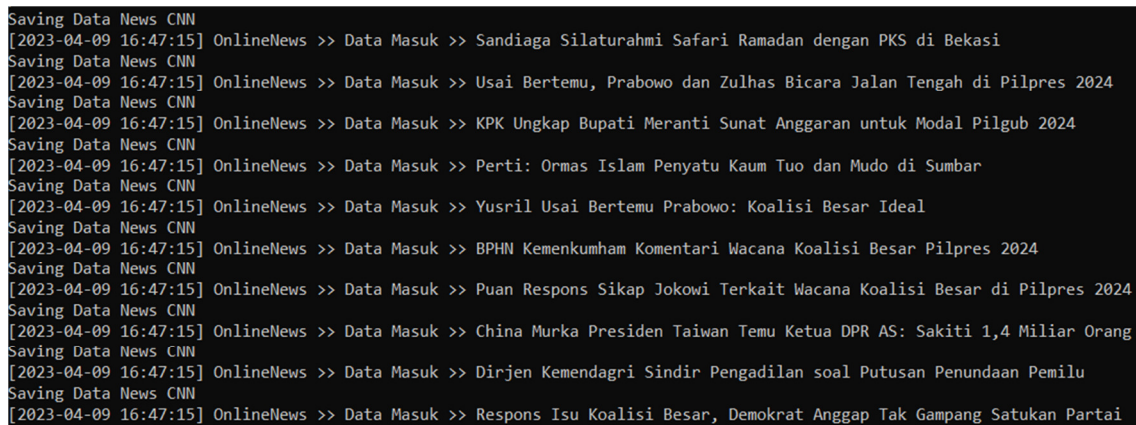 Saving Data News CNN
[2023-04-09 16:47:15] OnlineNews >> Data Masuk >> Sandiaga Silaturahmi Safari Ramadan dengan PKS di Bekasi
Saving Data News CNN
[2023-04-09 16:47:15] OnlineNews >> Data Masuk >> Usai Bertemu, Prabowo dan Zulhas Bicara Jalan Tengah di Pilpres 2024
Saving Data News CNN
[2023-04-09 16:47:15] OnlineNews >> Data Masuk >> KPK Ungkap Bupati Meranti Sunat Anggaran untuk Modal Pilgub 2024
Saving Data News CNN
[2023-04-09 16:47:15] OnlineNews >> Data Masuk >> Perti: Ormas Islam Penyatu Kaum Tuo dan Mudo di Sumbar
Saving Data News CNN
[2023-04-09 16:47:15] OnlineNews >> Data Masuk >> Yusril Usai Bertemu Prabowo: Koalisi Besar Ideal
Saving Data News CNN
[2023-04-09 16:47:15] OnlineNews >> Data Masuk >> BPHN Kemenkumham Komentari Wacana Koalisi Besar Pilpres 2024
Saving Data News CNN
[2023-04-09 16:47:15] OnlineNews >> Data Masuk >> Puan Respons Sikap Jokowi Terkait Wacana Koalisi Besar di Pilpres 2024
Saving Data News CNN
[2023-04-09 16:47:15] OnlineNews >> Data Masuk >> China Murka Presiden Taiwan Temu Ketua DPR AS: Sakiti 1,4 Miliar Orang
Saving Data News CNN
[2023-04-09 16:47:15] OnlineNews >> Data Masuk >> Dirjen Kemendagri Sindir Pengadilan soal Putusan Penundaan Pemilu
Saving Data News CNN
[2023-04-09 16:47:15] OnlineNews >> Data Masuk >> Respons Isu Koalisi Besar, Demokrat Anggap Tak Gampang Satukan Partai